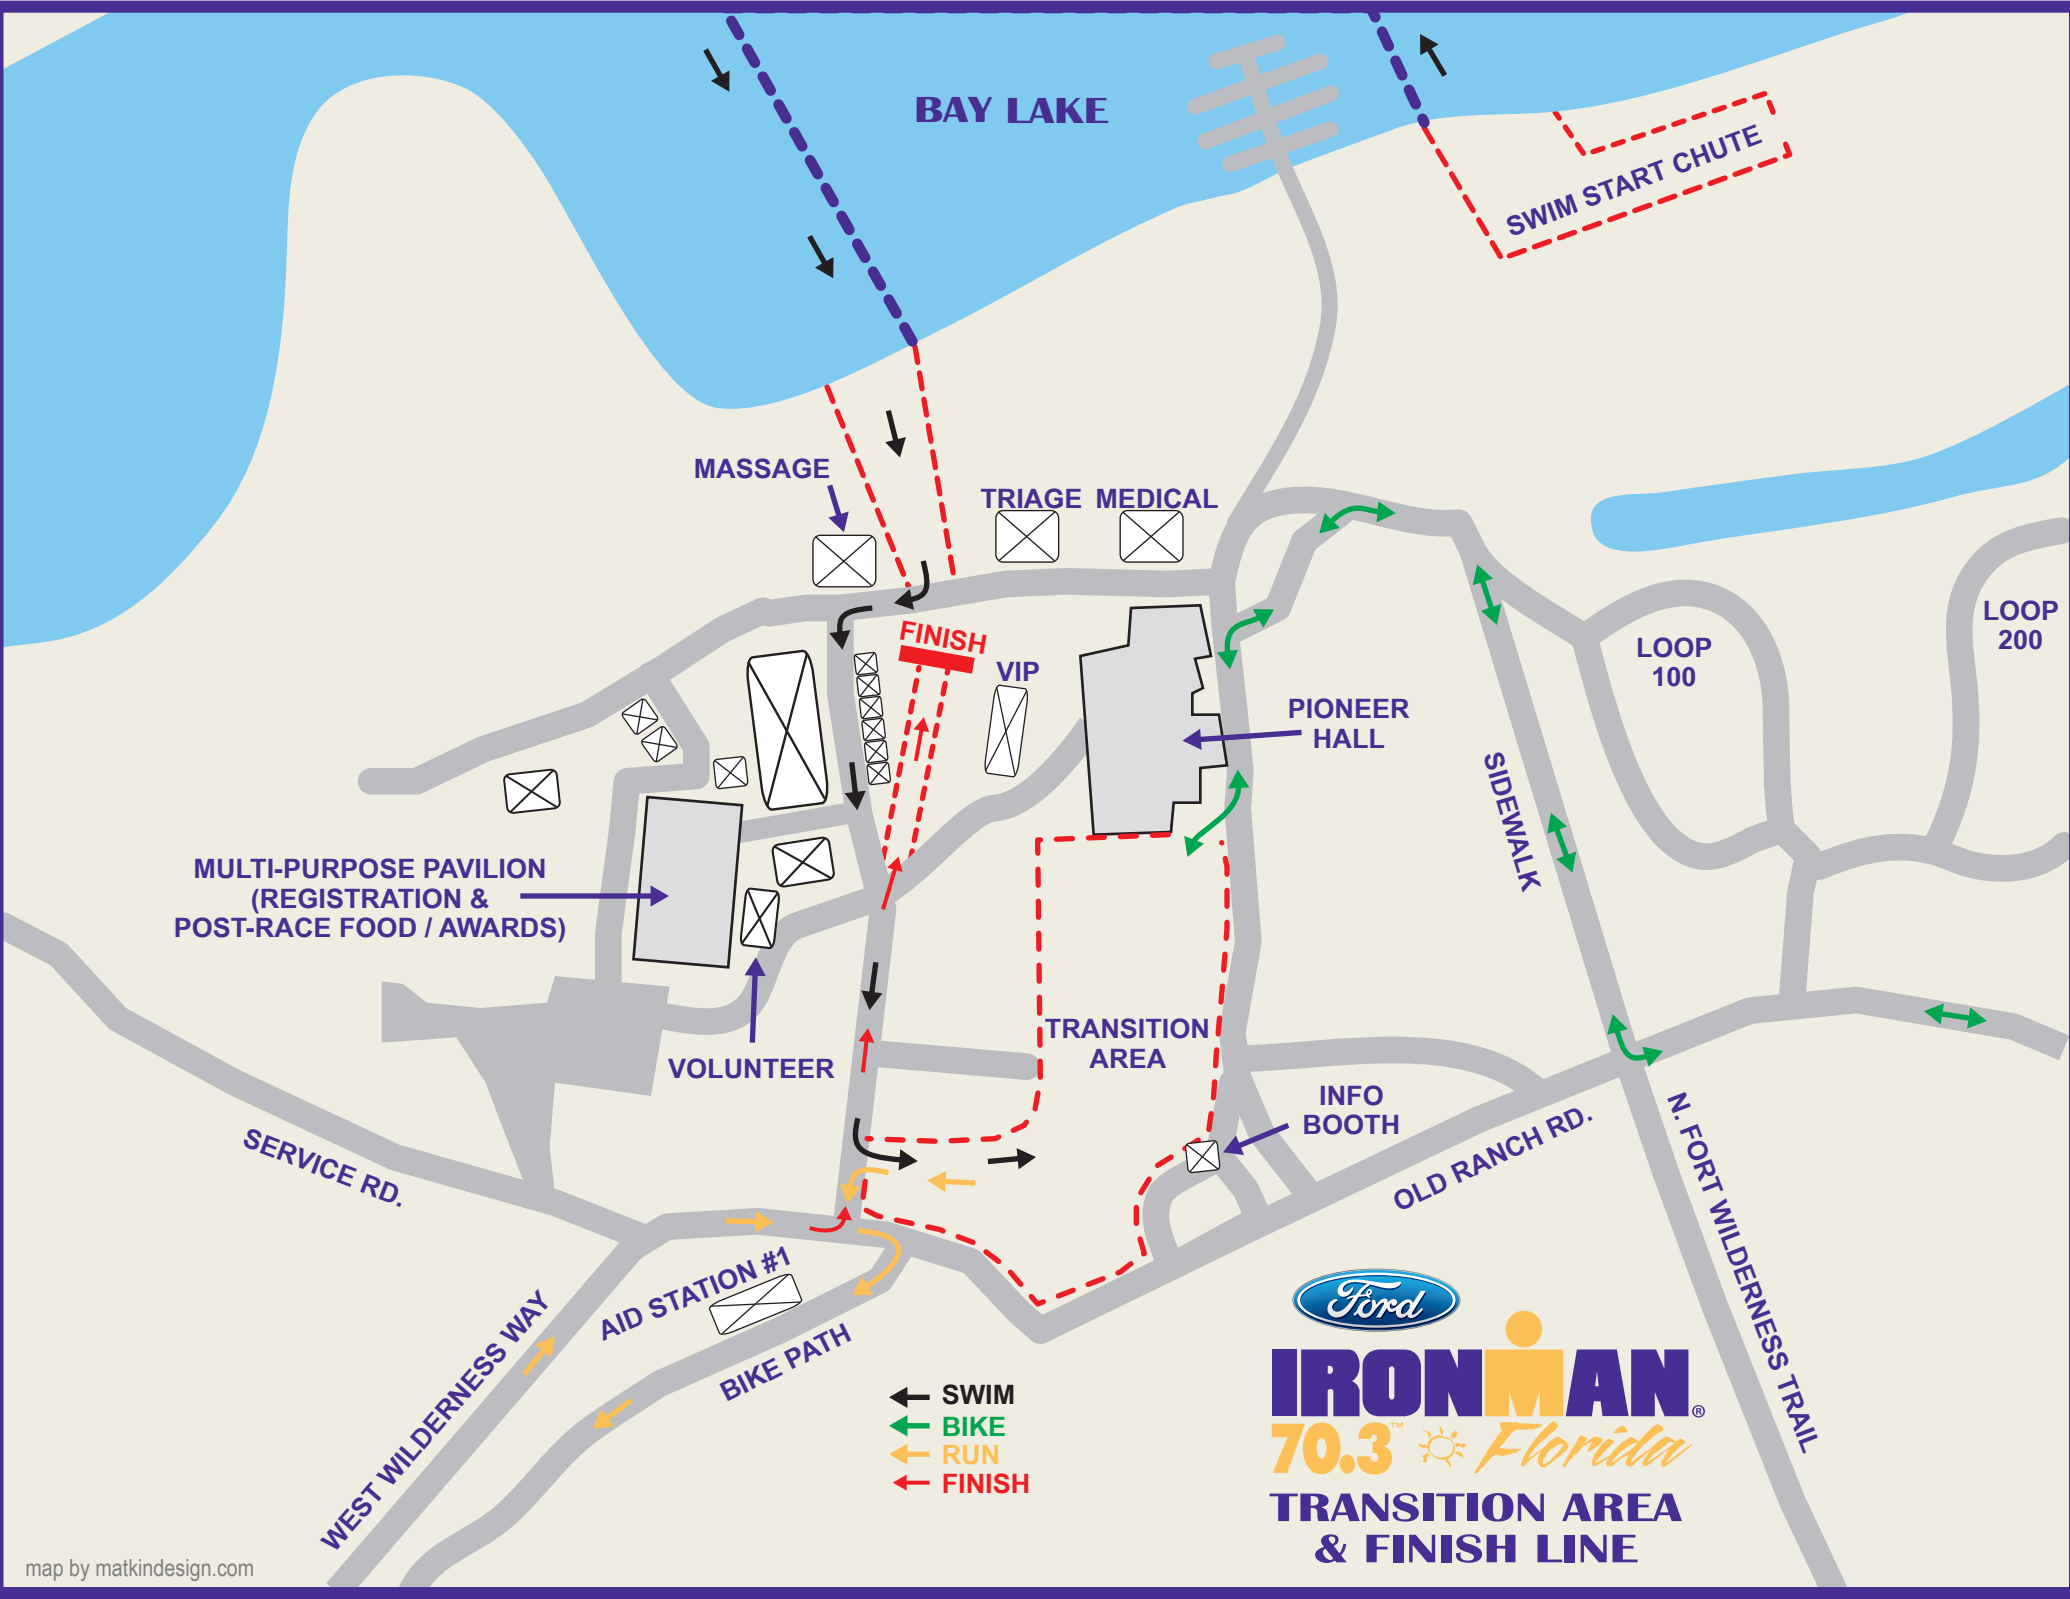 BAY LAKE
SWIM START CHUTE
MASSAGE
TRIAGE
MEDICAL
FINISH
VIP
LOOP
200
LOOP
100
PIONEER
HALL
SIDEWALK
MULTI-PURPOSE PAVILION
(REGISTRATION &
POST-RACE FOOD / AWARDS)
TRANSITION
AREA
VOLUNTEER
INFO
BOOTH
SERVICE RD.
OLD RANCH RD.
N. FORT WILDERNESS TRAIL
AID STATION #1
BIKE PATH
WEST WILDERNESS WAY
SWIM
BIKE
RUN
FINISH
Ford
IRONMAN®
70.3™ Florida
TRANSITION AREA
& FINISH LINE
map by matkindesign.com